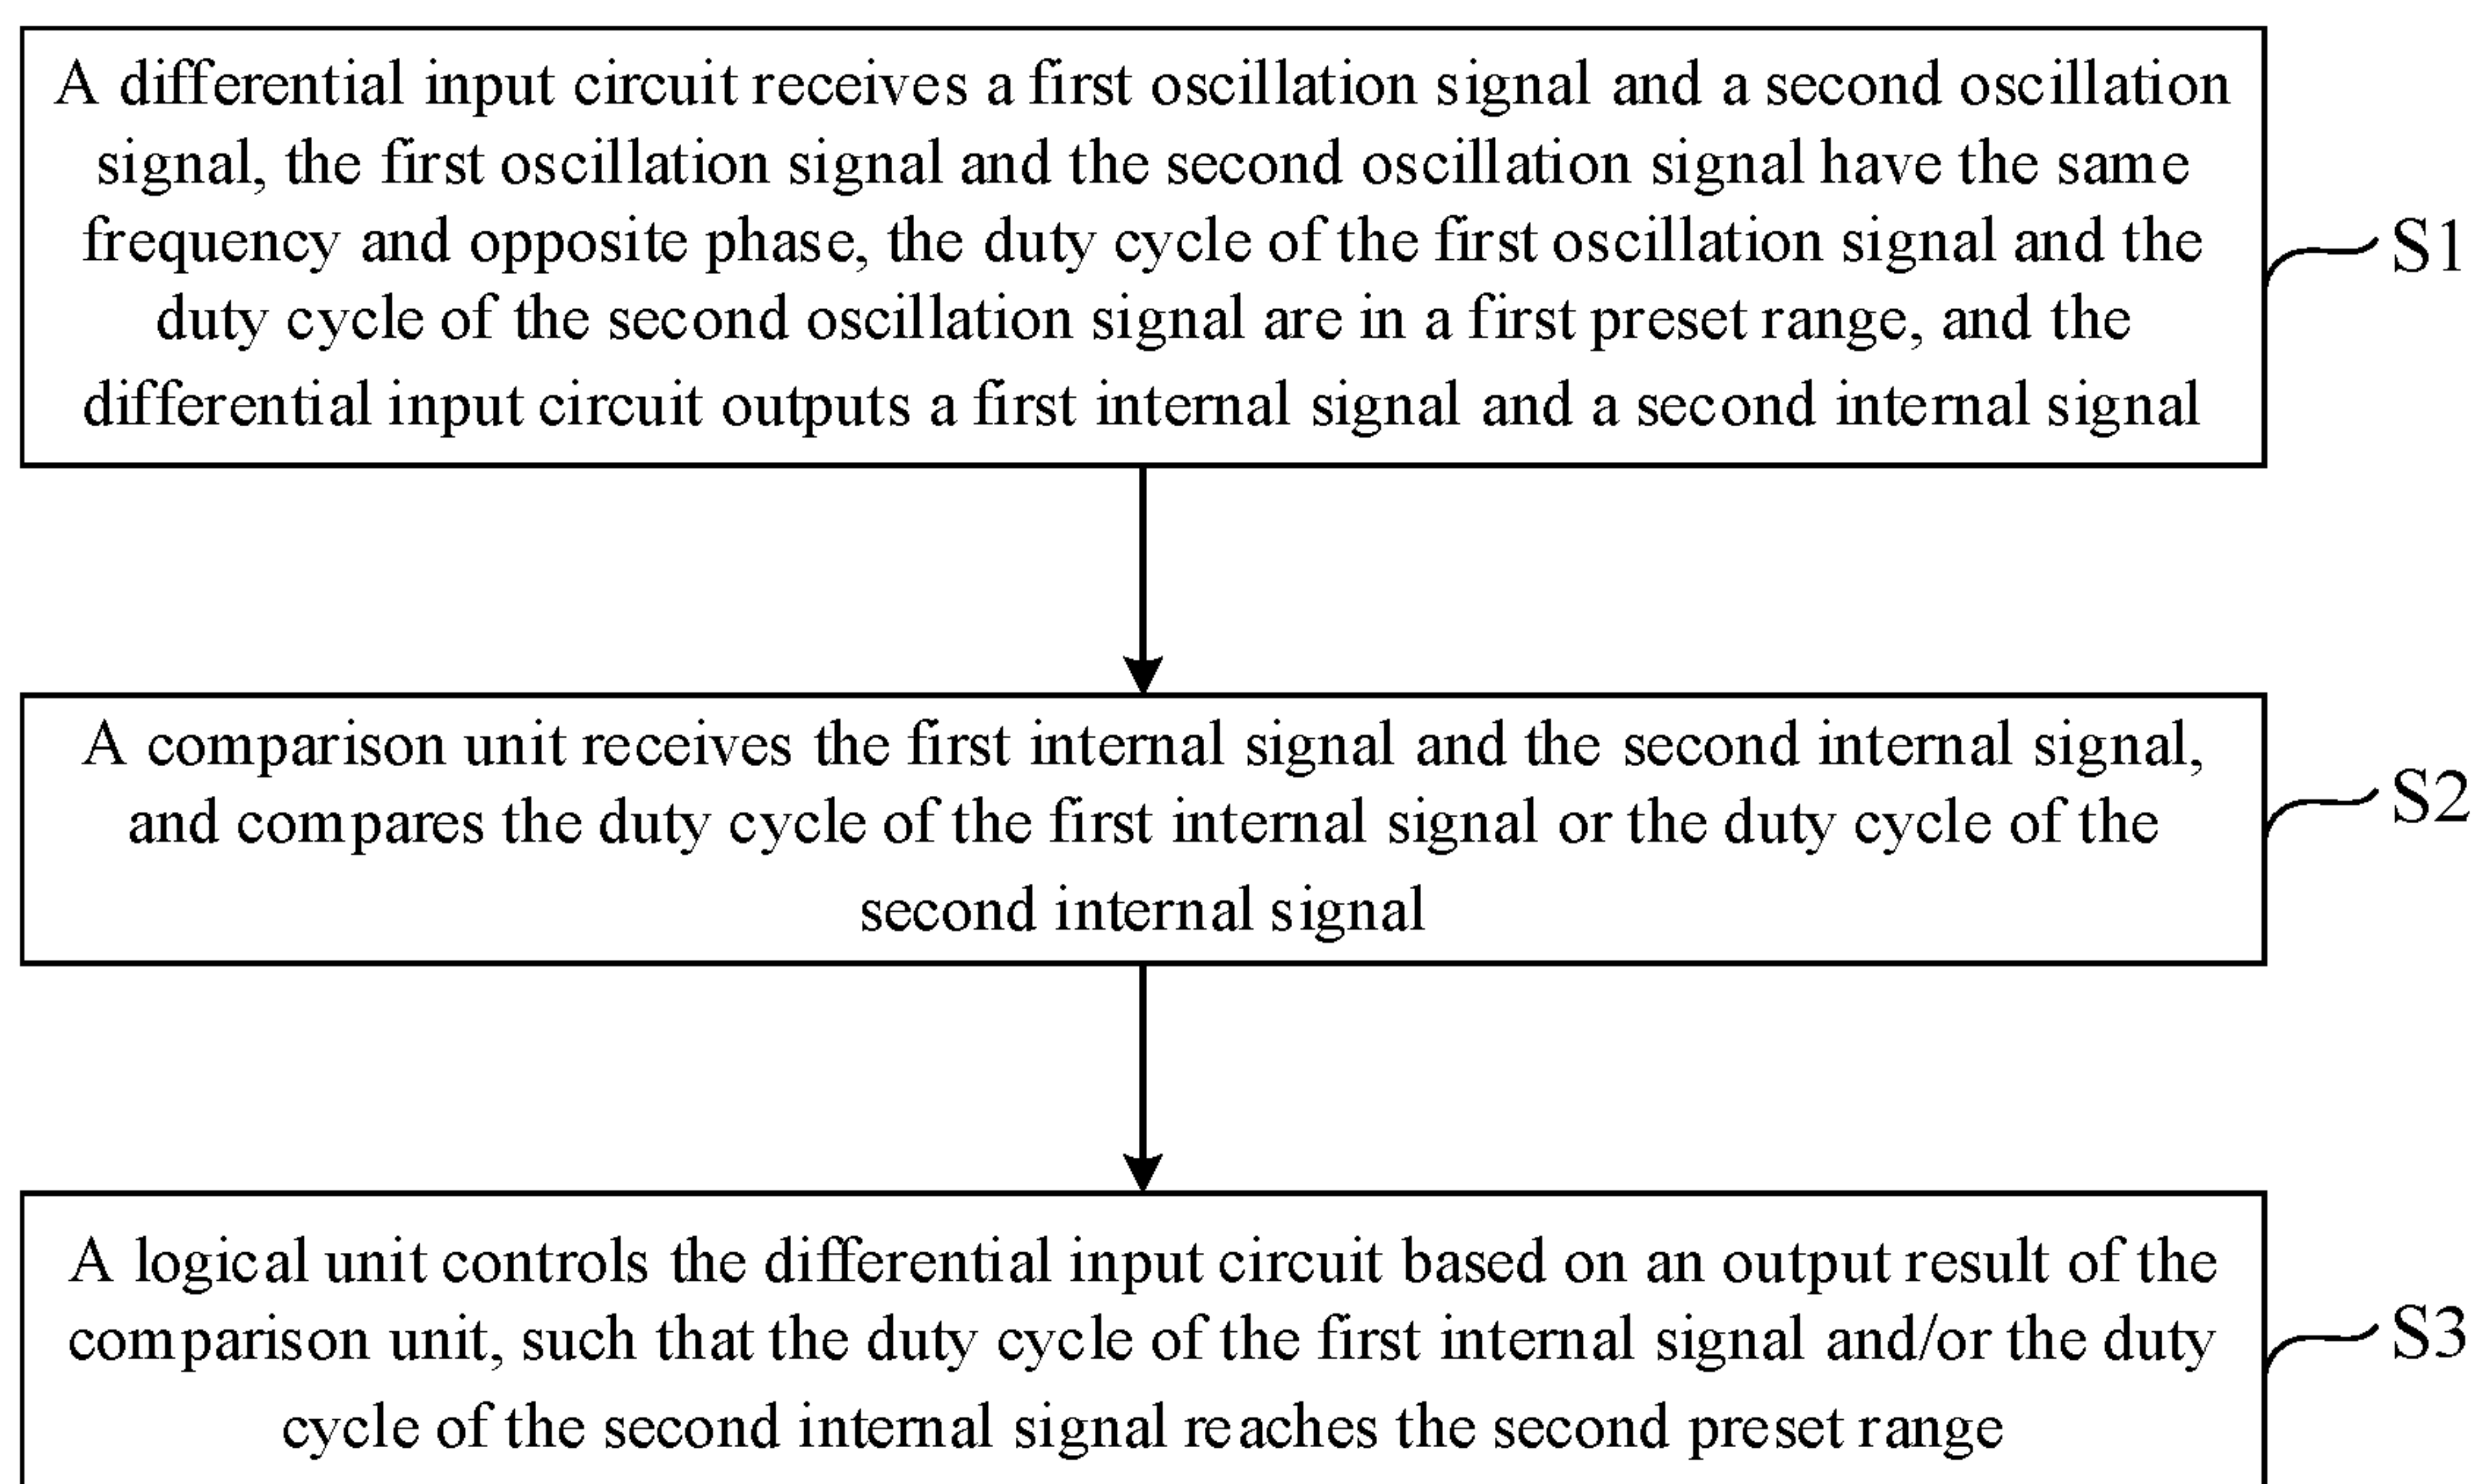 A differential input circuit receives a first oscillation signal and a second oscillation
signal, the first oscillation signal and the second oscillation signal have the same
frequency and opposite phase, the duty cycle of the first oscillation signal and the
duty cycle of the second oscillation signal are in a first preset range, and the
differential input circuit outputs a first internal signal and a second internal signal
S1
A comparison unit receives the first internal signal and the second internal signal,
and compares the duty cycle of the first internal signal or the duty cycle of the
second internal signal
S2
A logical unit controls the differential input circuit based on an output result of the
comparison unit, such that the duty cycle of the first internal signal and/or the duty
cycle of the second internal signal reaches the second preset range
S3